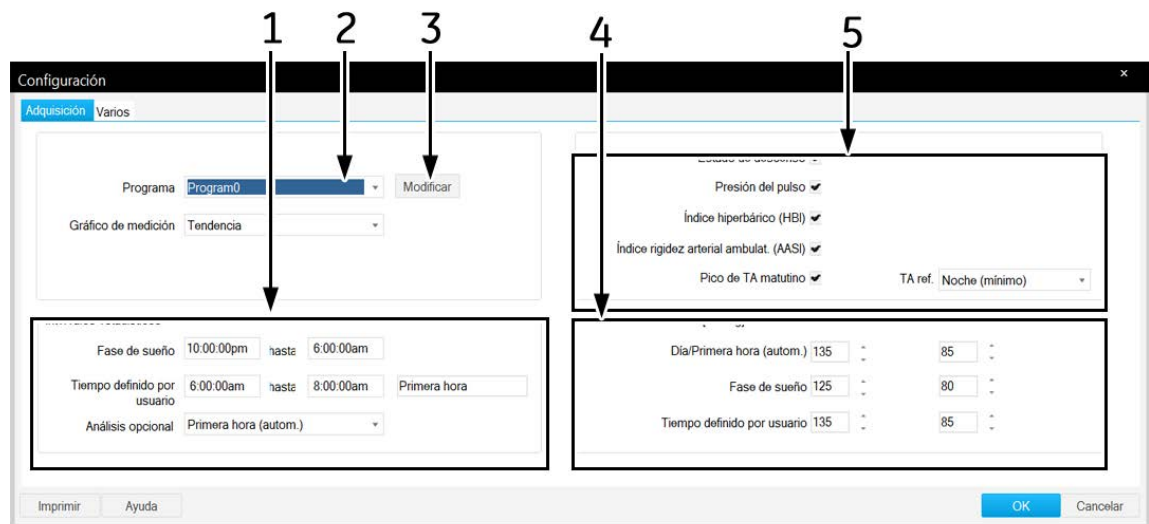 1 2 3 4 5
Configuración ×
Adquisición Varios
Programa Program0 Modificar
Gráfico de medición Tendencia
Presión del pulso
Índice hiperbárico (HBI)
Índice rigidez arterial ambulat. (AASI)
Pico de TA matutino TA ref. Noche (mínimo)
Fase de sueño 10:00:00pm hasta 6:00:00am
Tiempo definido por usuario 6:00:00am hasta 8:00:00am Primera hora
Análisis opcional Primera hora (autom.)
Día/Primera hora (autom.) 135 85
Fase de sueño 125 80
Tiempo definido por usuario 135 85
Imprimir Ayuda OK Cancelar